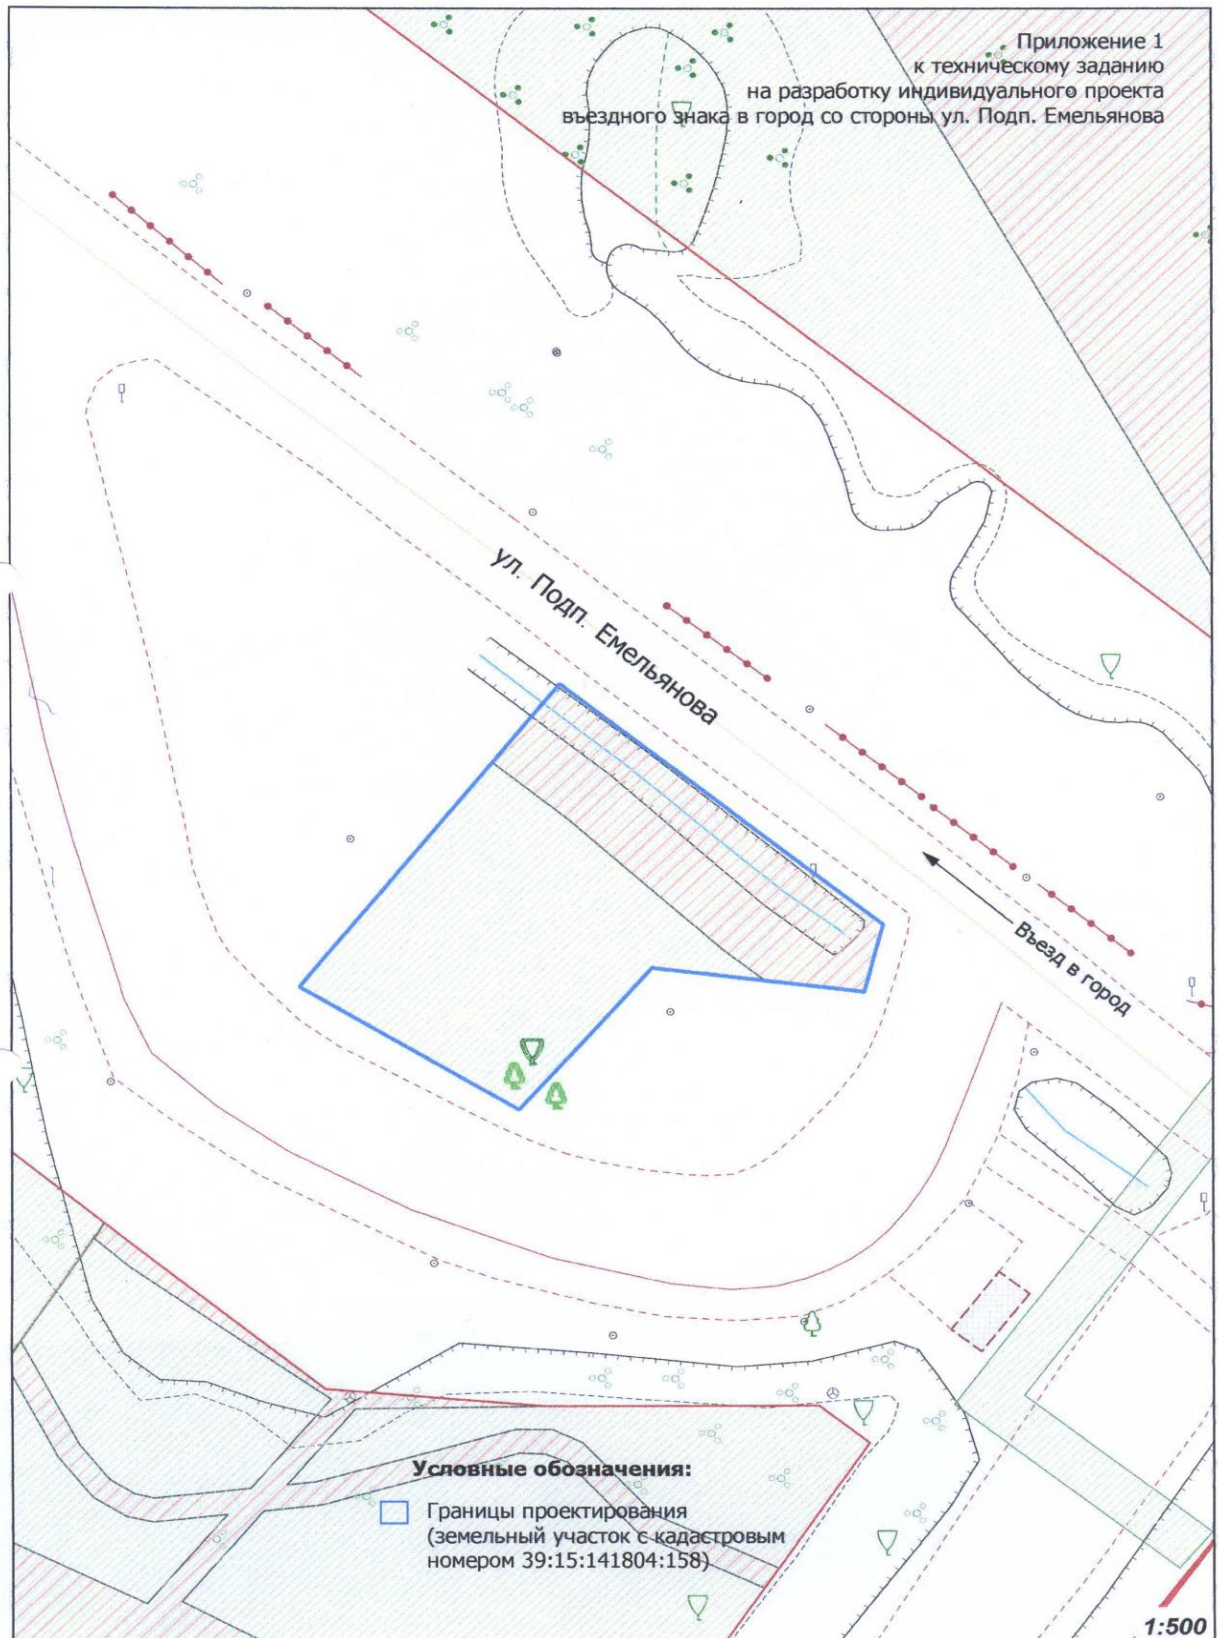 Приложение 1
к техническому заданию
на разработку индивидуального проекта
въездного знака в город со стороны ул. Подп. Емельянова
ул. Подп. Емельянова
Въезд в город
Условные обозначения:
Границы проектирования
(земельный участок с кадастровым
номером 39:15:141804:158)
1:500